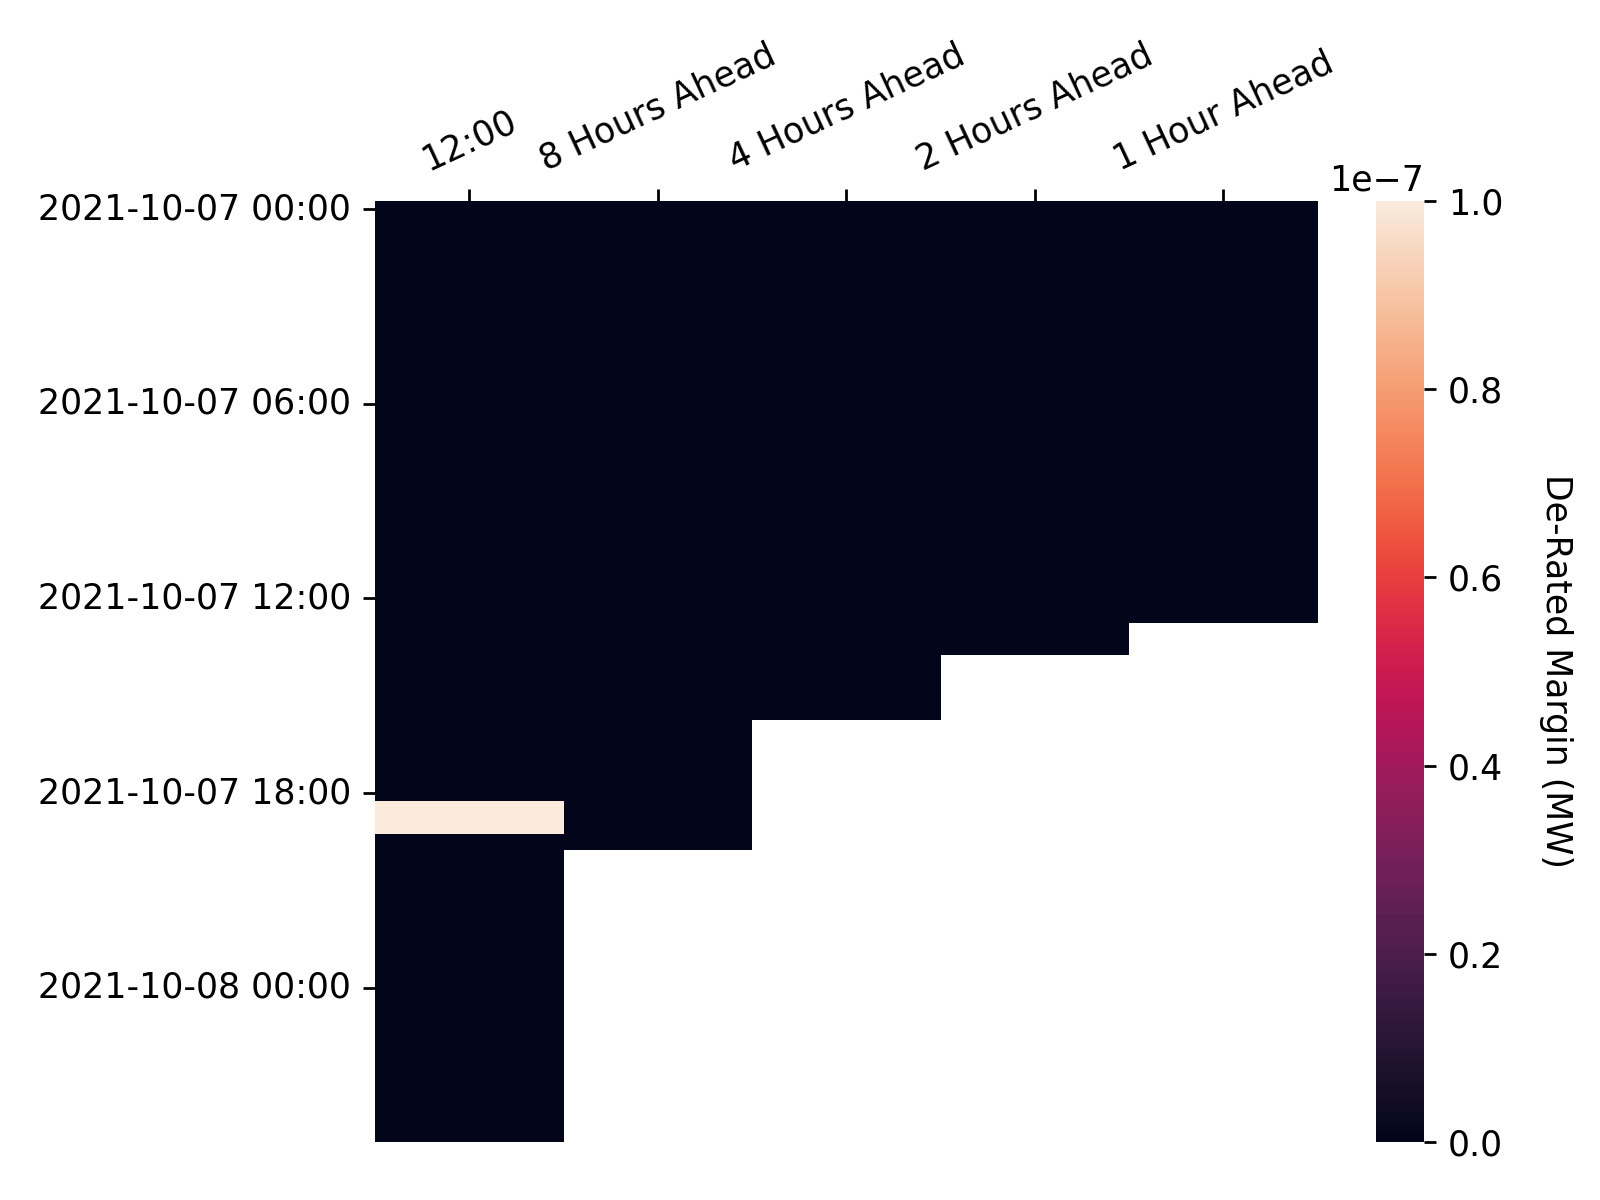 12:00
8 Hours Ahead
4 Hours Ahead
2 Hours Ahead
1 Hour Ahead
2021-10-07 00:00
2021-10-07 06:00
2021-10-07 12:00
2021-10-07 18:00
2021-10-08 00:00
1e−7
1.0
0.8
0.6
0.4
0.2
0.0
De-Rated Margin (MW)